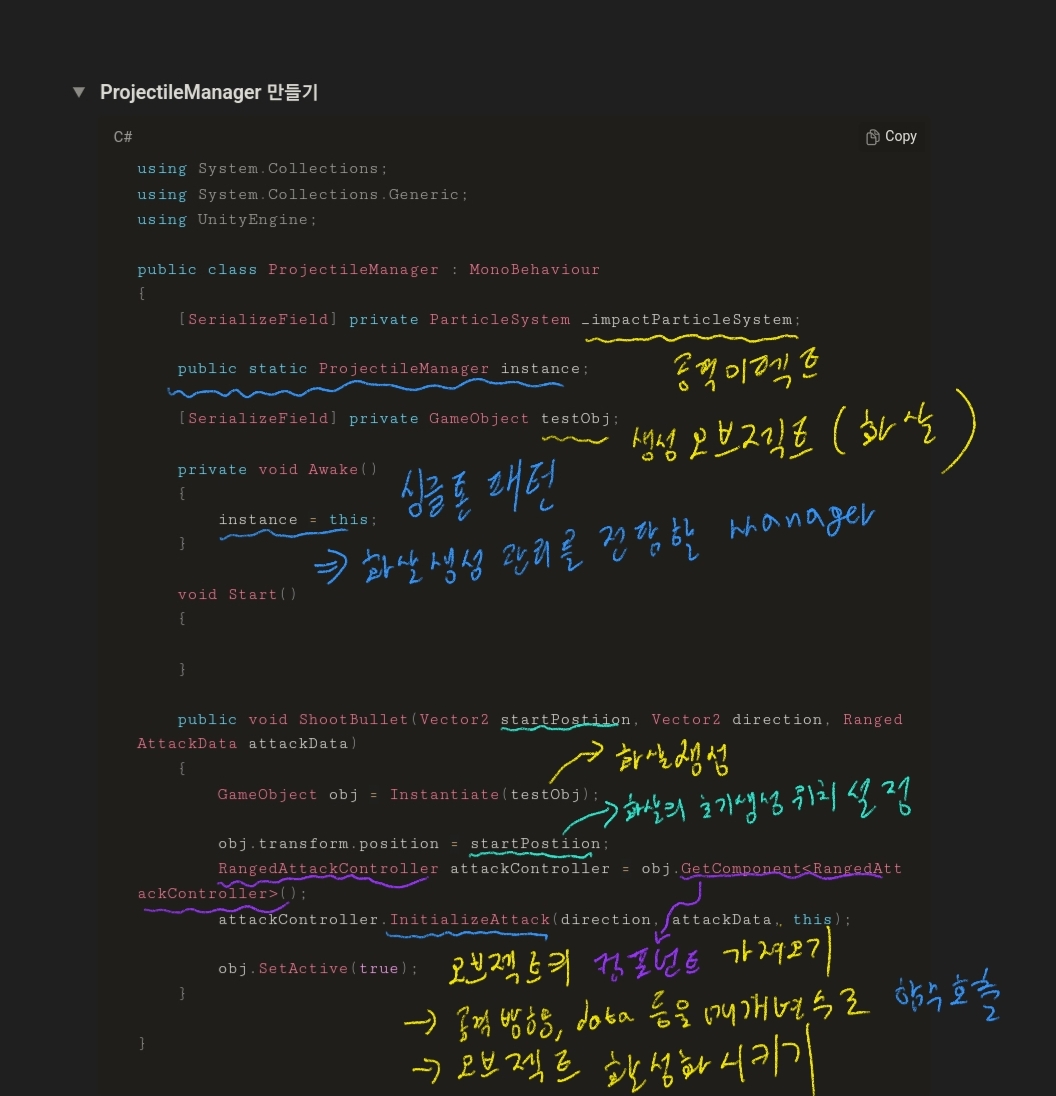 ▼ ProjectileManager 만들기
C#
Copy
using System.Collections;
using System.Collections.Generic;
using UnityEngine;
public class ProjectileManager : MonoBehaviour
{
[SerializeField] private ParticleSystem _impactParticleSystem;
공격이펙트
public static ProjectileManager instance;
[SerializeField] private GameObject testObj;
생성 오브젝트 (화살)
private void Awake()
싱글톤 패턴
{
instance = this;
⇒ 화살생성 관리를 전담할 manager
}
void Start()
{
}
public void ShootBullet(Vector2 startPostiion, Vector2 direction, Ranged
AttackData attackData)
→ 화살생성
{
GameObject obj = Instantiate(testObj);
→ 화살의 초기생성 위치 설정
obj.transform.position = startPostiion;
RangedAttackController attackController = obj.GetComponent<RangedAtt
ackController>();
attackController.InitializeAttack(direction, attackData, this);
obj.SetActive(true);
오브젝트의 컴포넌트 가져오기
}
→ 공격 방향, data 등을 매개변수로 함수호출
}
→ 오브젝트 활성화시키기